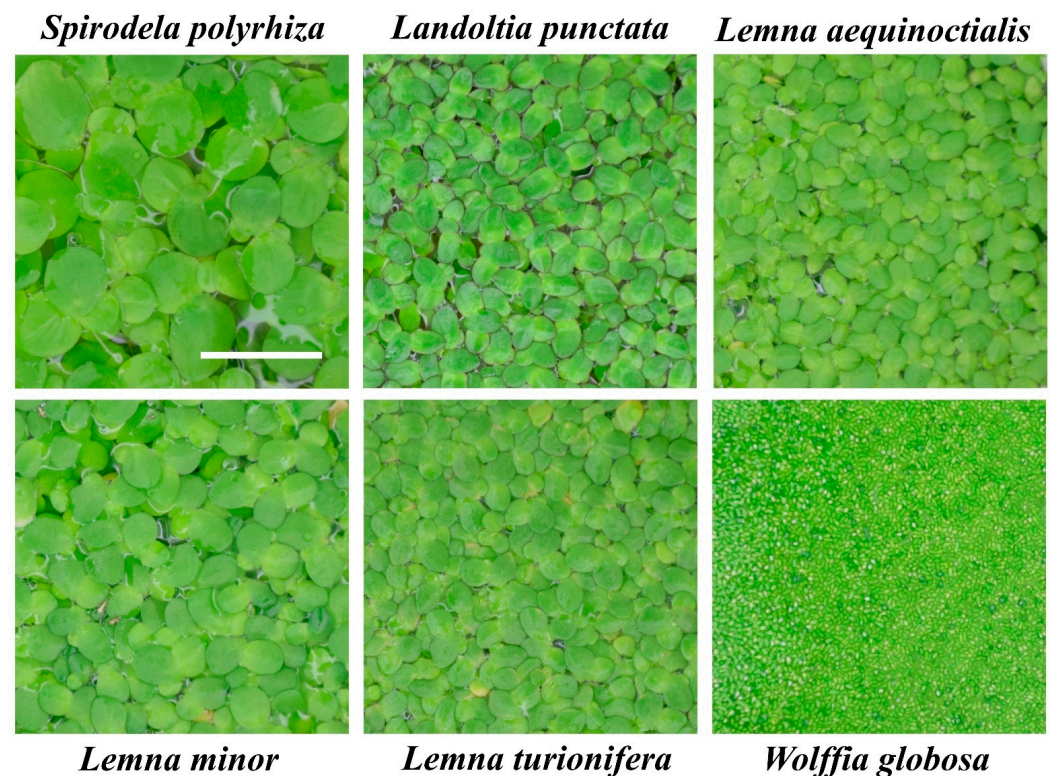 Spirodela polyrhiza
Landoltia punctata
Lemna aequinoctialis
Lemna minor
Lemna turionifera
Wolffia globosa